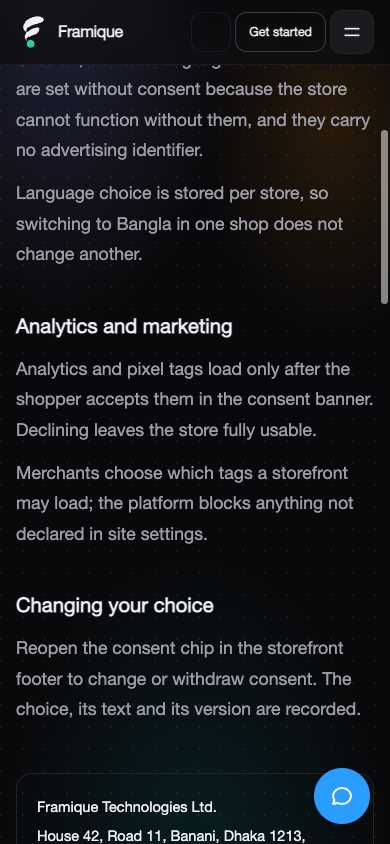 Framique
Get started
are set without consent because the store
cannot function without them, and they carry
no advertising identifier.
Language choice is stored per store, so
switching to Bangla in one shop does not
change another.
Analytics and marketing
Analytics and pixel tags load only after the
shopper accepts them in the consent banner.
Declining leaves the store fully usable.
Merchants choose which tags a storefront
may load; the platform blocks anything not
declared in site settings.
Changing your choice
Reopen the consent chip in the storefront
footer to change or withdraw consent. The
choice, its text and its version are recorded.
Framique Technologies Ltd.
House 42, Road 11, Banani, Dhaka 1213,